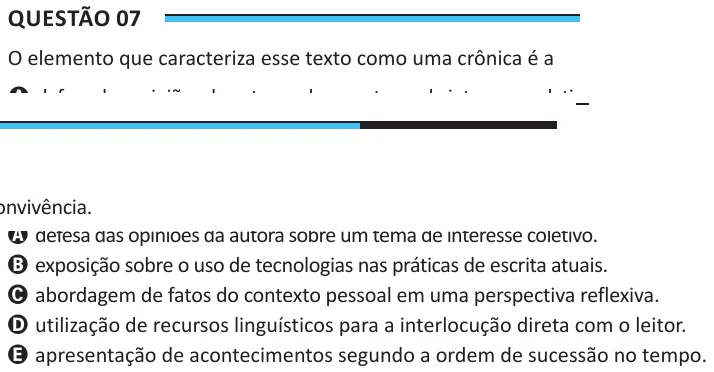 QUESTÃO 07
O elemento que caracteriza esse texto como uma crônica é a
onvivência.
A defesa das opiniões da autora sobre um tema de interesse coletivo.
B exposição sobre o uso de tecnologias nas práticas de escrita atuais.
C abordagem de fatos do contexto pessoal em uma perspectiva reflexiva.
D utilização de recursos linguísticos para a interlocução direta com o leitor.
E apresentação de acontecimentos segundo a ordem de sucessão no tempo.